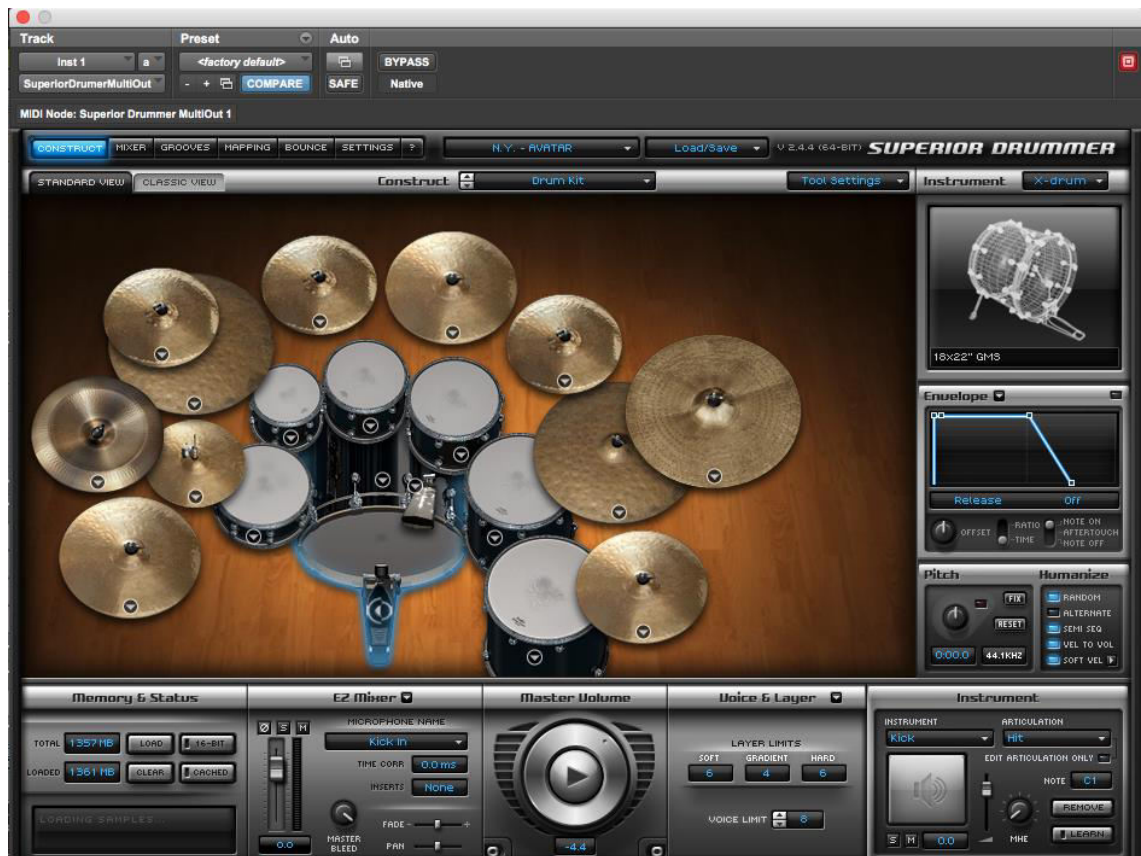 Track Preset Auto
Inst 1 a <factory default> BYPASS
SuperiorDrumerMultiOut - + COMPARE SAFE Native
MIDI Node: Superior Drummer MultiOut 1
CONSTRUCT MIXER GROOVES MAPPING BOUNCE SETTINGS ? N.Y. - AVATAR Load/Save V 2.4.4 (64-BIT) SUPERIOR DRUMMER
STANDARD VIEW CLASSIC VIEW Construct Drum Kit Tool Settings Instrument X-drum
18x22" GMS
Envelope
Release Off
OFFSET -RATIO -TIME NOTE ON
AFTERTOUCH
NOTE OFF
Pitch Humanize
FIX RANDOM
ALTERNATE
RESET SEMI SEQ
VEL TO VOL
0:00.0 44.1KHZ SOFT VEL
Memory & Status EZ Mixer Master Volume Voice & Layer Instrument
TOTAL 1357 MB LOAD 16-BIT
LOADED 1361 MB CLEAR CACHED
LOADING SAMPLES...
S M MICROPHONE NAME
Kick In
TIME CORR 0.0 ms
INSERTS None
FADE - +
MASTER BLEED PAN
0.0
-4.4
LAYER LIMITS
SOFT GRADIENT HARD
6 4 6
VOICE LIMIT 8
INSTRUMENT ARTICULATION
Kick Hit
EDIT ARTICULATION ONLY
NOTE C1
REMOVE
S M 0.0 MHE LEARN